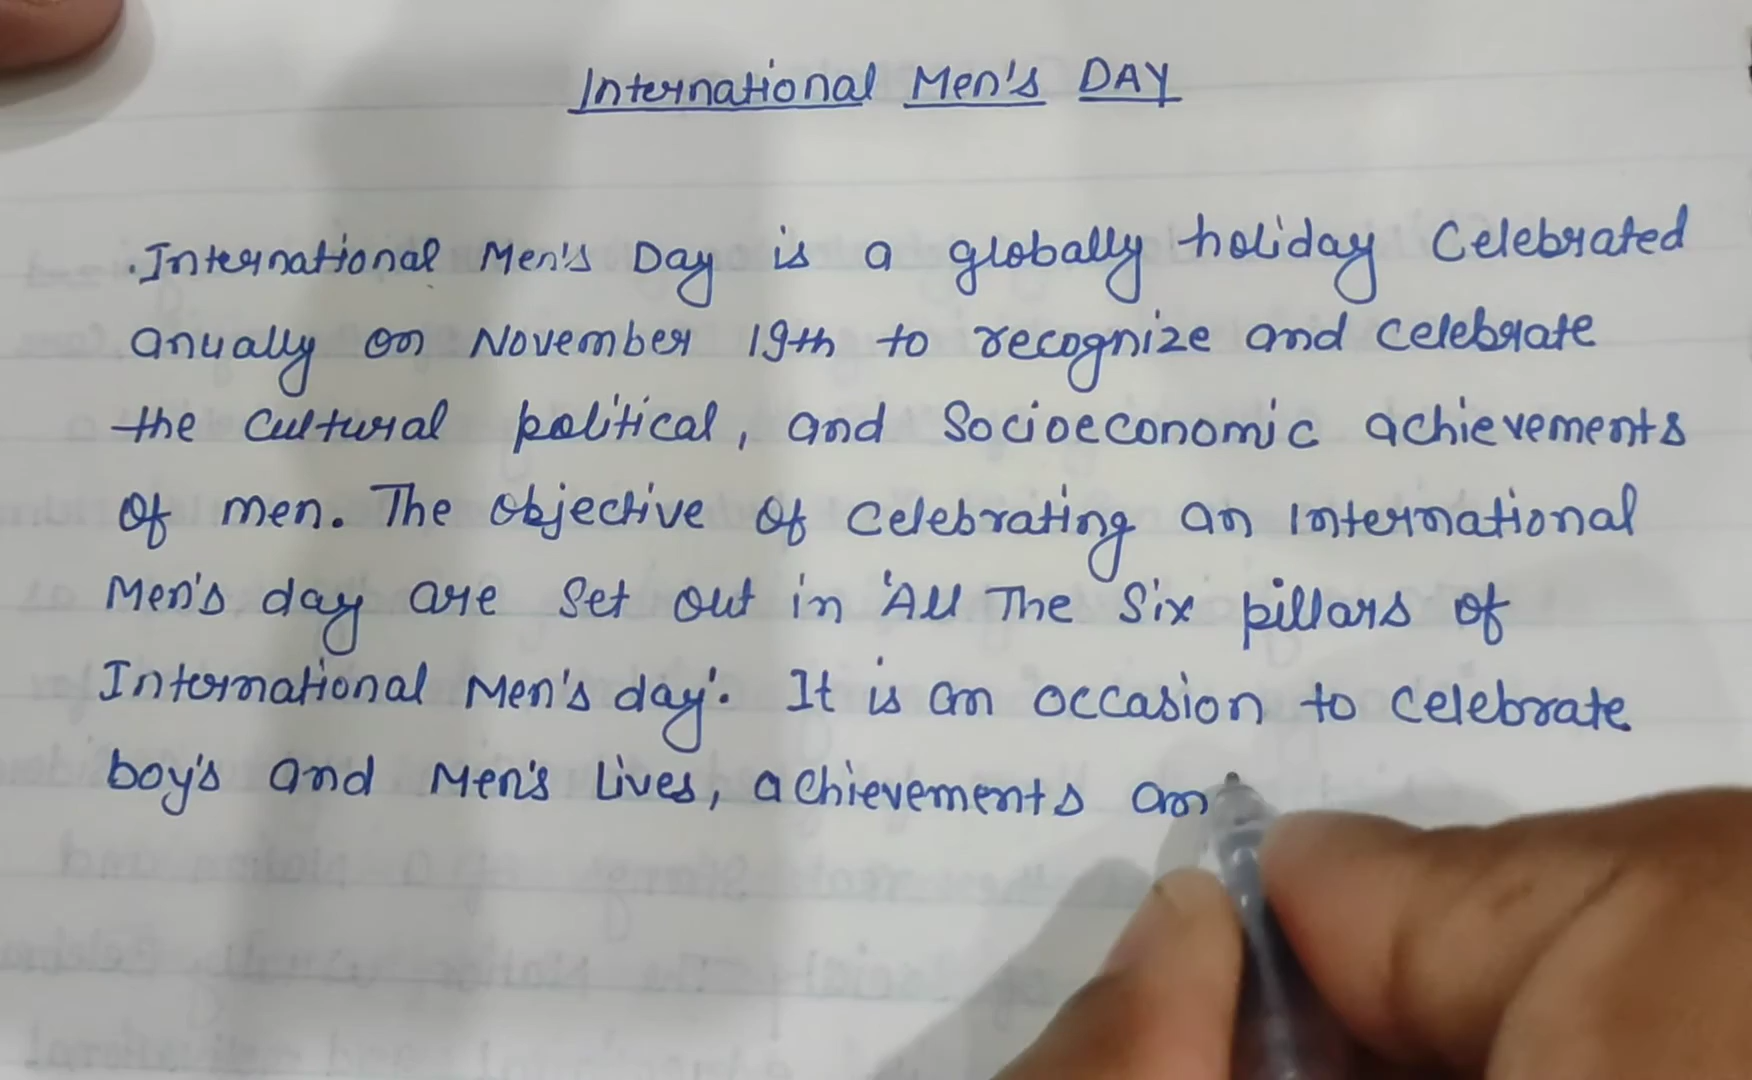 International Men's DAY
.International Men's Day is a globally holiday Celebrated
anually on November 19th to recognize and celebrate
the cultural political, and Socioeconomic achievements
of men. The objective of celebrating an International
Men's day are set out in 'All The Six pillars of
International Men's day'. It is an occasion to celebrate
boy's and Men's lives, achievements an